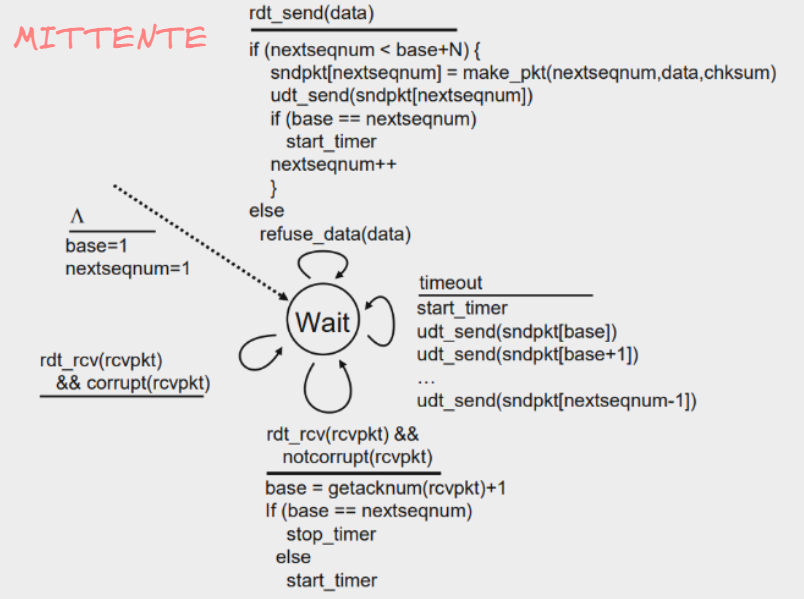 MITTENTE
rdt_send(data)
if (nextseqnum < base+N) {
sndpkt[nextseqnum] = make_pkt(nextseqnum,data,chksum)
udt_send(sndpkt[nextseqnum])
if (base == nextseqnum)
start_timer
nextseqnum++
}
else
refuse_data(data)
Λ
base=1
nextseqnum=1
Wait
timeout
start_timer
udt_send(sndpkt[base])
udt_send(sndpkt[base+1])
…
udt_send(sndpkt[nextseqnum-1])
rdt_rcv(rcvpkt)
&& corrupt(rcvpkt)
rdt_rcv(rcvpkt) &&
notcorrupt(rcvpkt)
base = getacknum(rcvpkt)+1
If (base == nextseqnum)
stop_timer
else
start_timer